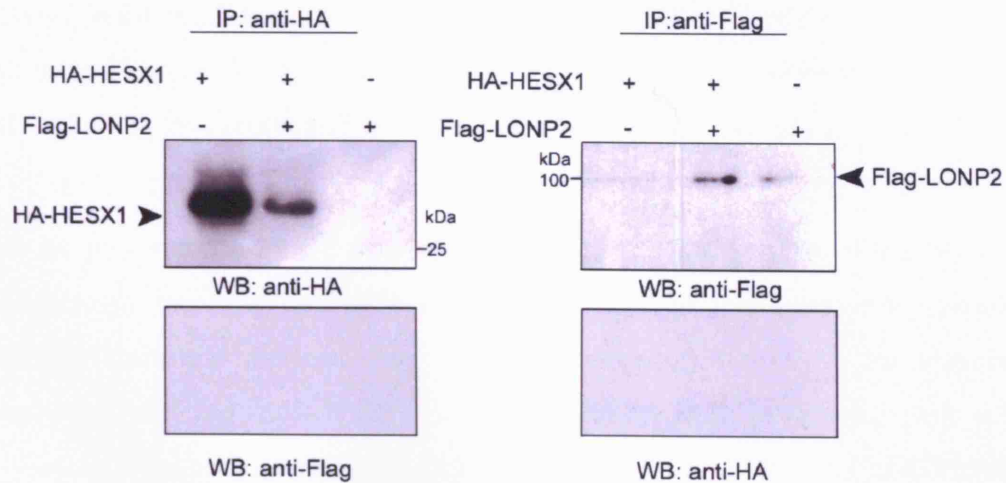 IP: anti-HA
HA-HESX1 + + -
Flag-LONP2 - + +
HA-HESX1
kDa
25
WB: anti-HA
WB: anti-Flag
IP:anti-Flag
HA-HESX1 + + -
Flag-LONP2 - + +
kDa
100
Flag-LONP2
WB: anti-Flag
WB: anti-HA